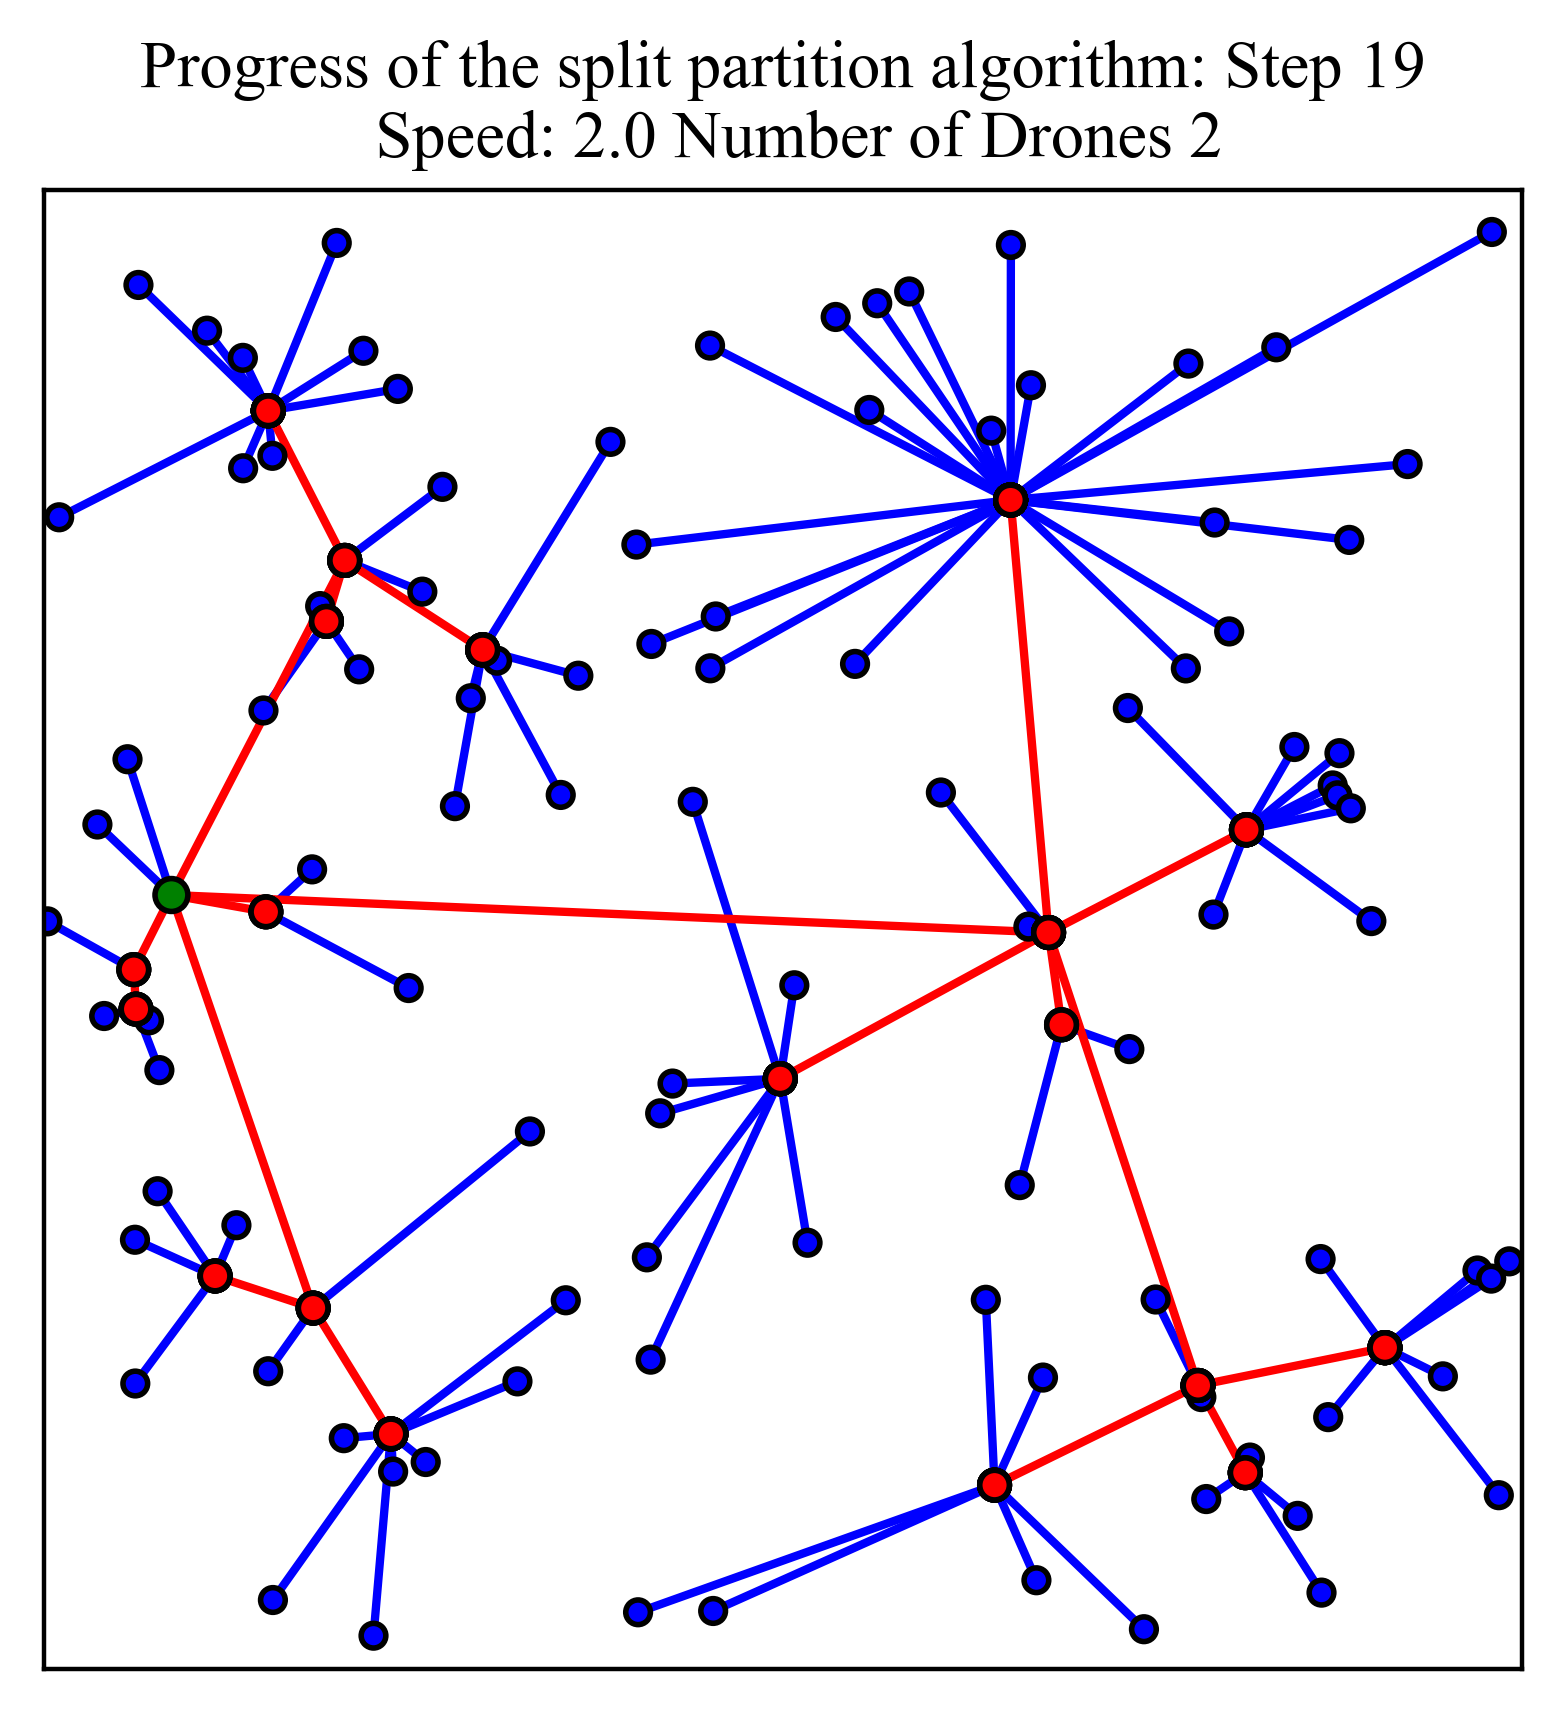 Progress of the split partition algorithm: Step 19
Speed: 2.0 Number of Drones 2